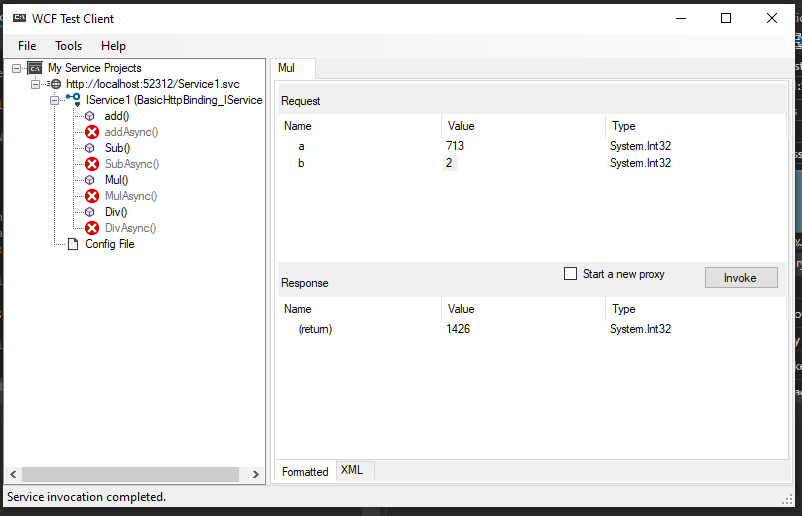 WCF Test Client
File Tools Help
My Service Projects
http://localhost:52312/Service1.svc
IService1 (BasicHttpBinding_IService
add()
addAsync()
Sub()
SubAsync()
Mul()
MulAsync()
Div()
DivAsync()
Config File
Mul
Request
Name Value Type
a 713 System.Int32
b 2 System.Int32
Response
Start a new proxy
Invoke
Name Value Type
(return) 1426 System.Int32
Formatted XML
Service invocation completed.